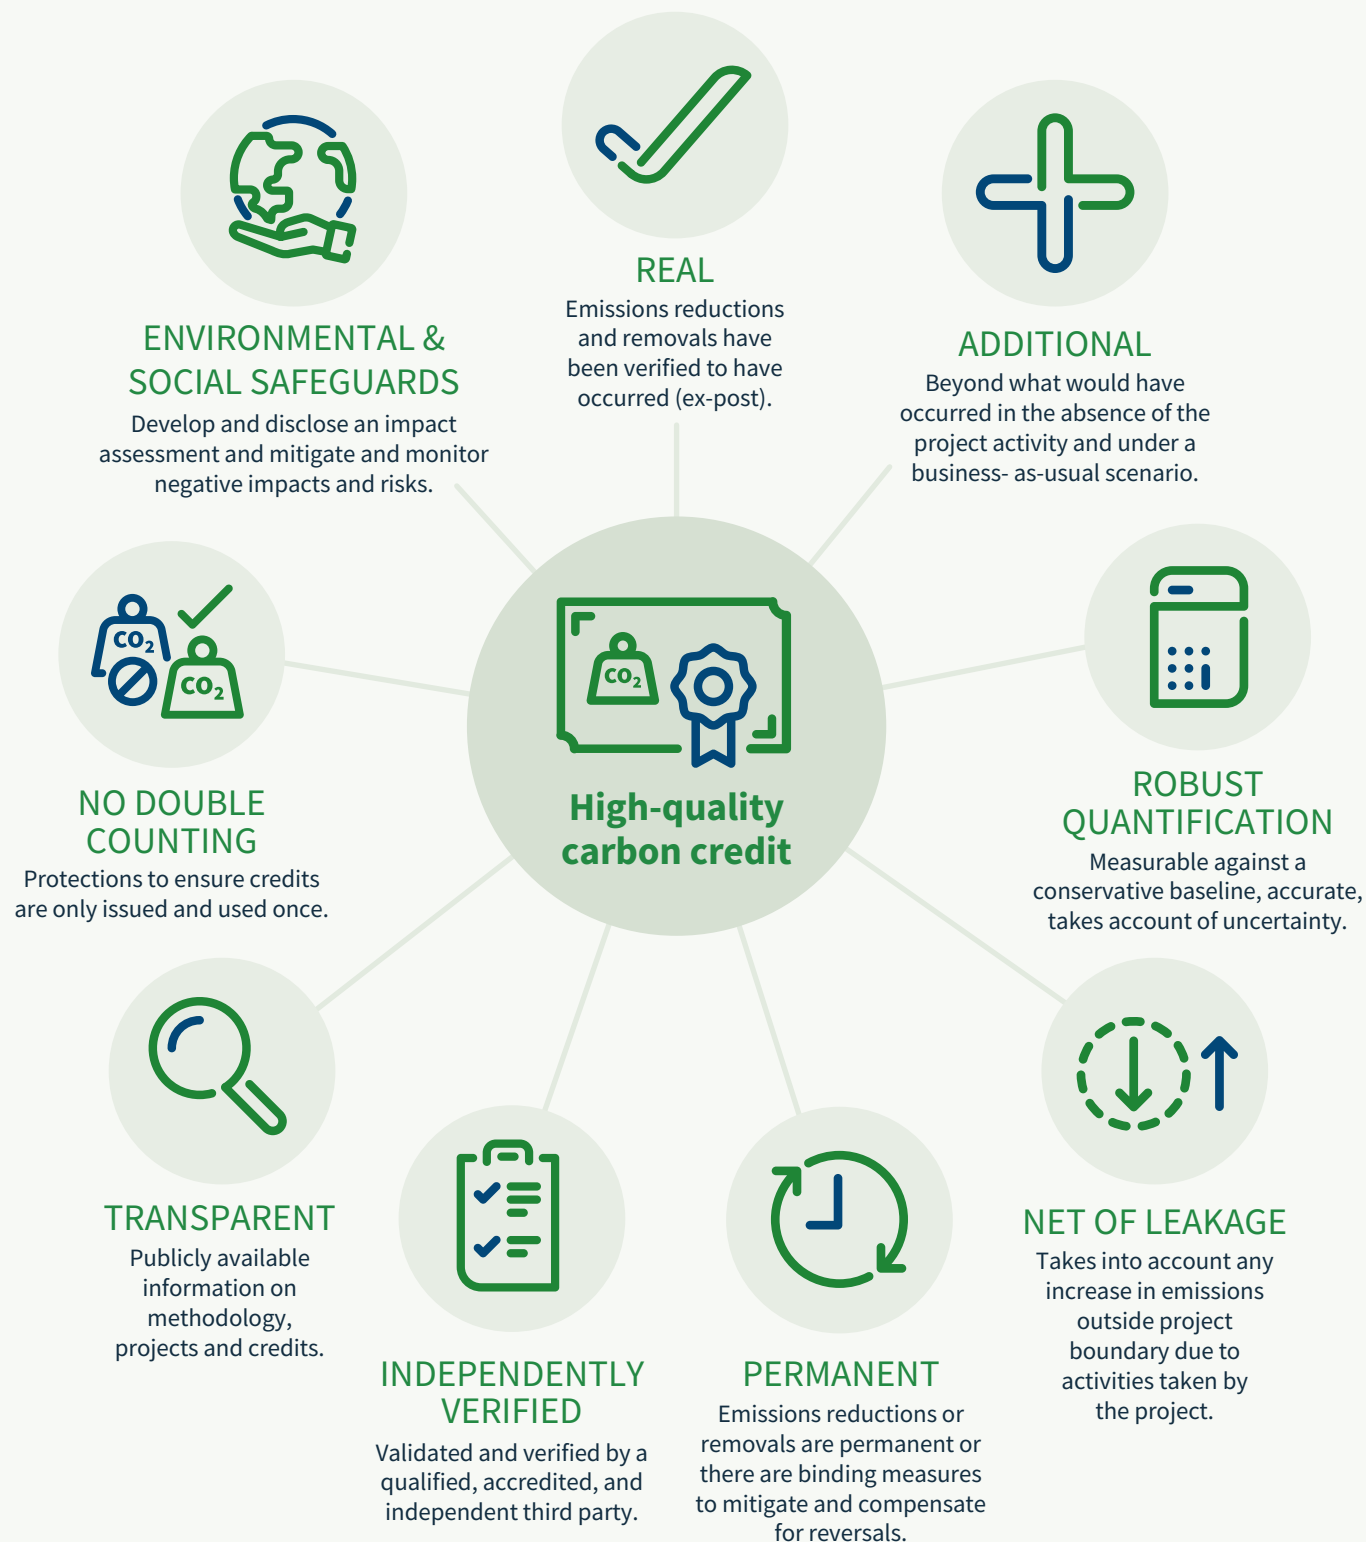 REAL
Emissions reductions
and removals have
been verified to have
occurred (ex-post).
ADDITIONAL
Beyond what would have
occurred in the absence of the
project activity and under a
business- as-usual scenario.
ROBUST
QUANTIFICATION
Measurable against a
conservative baseline, accurate,
takes account of uncertainty.
NET OF LEAKAGE
Takes into account any
increase in emissions
outside project
boundary due to
activities taken by
the project.
PERMANENT
Emissions reductions or
removals are permanent or
there are binding measures
to mitigate and compensate
for reversals.
INDEPENDENTLY
VERIFIED
Validated and verified by a
qualified, accredited, and
independent third party.
TRANSPARENT
Publicly available
information on
methodology,
projects and credits.
CO₂
CO₂
NO DOUBLE
COUNTING
Protections to ensure credits
are only issued and used once.
ENVIRONMENTAL &
SOCIAL SAFEGUARDS
Develop and disclose an impact
assessment and mitigate and monitor
negative impacts and risks.
CO₂
High-quality
carbon credit